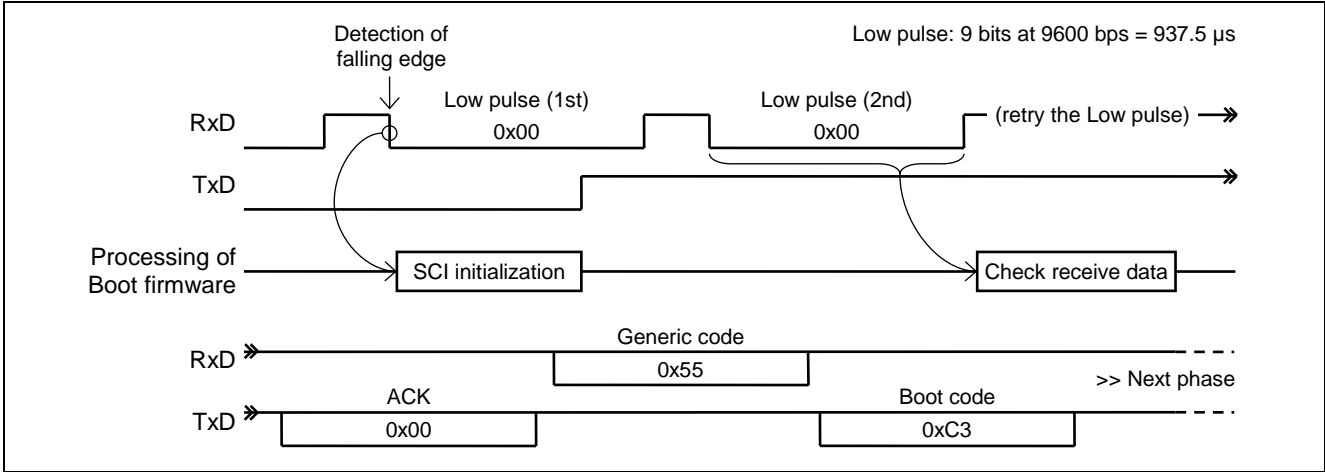 Detection of
falling edge
Low pulse: 9 bits at 9600 bps = 937.5 µs
Low pulse (1st)
Low pulse (2nd)
RxD
0x00
0x00
(retry the Low pulse)
TxD
Processing of
Boot firmware
SCI initialization
Check receive data
Generic code
RxD
0x55
>> Next phase
ACK
Boot code
TxD
0x00
0xC3